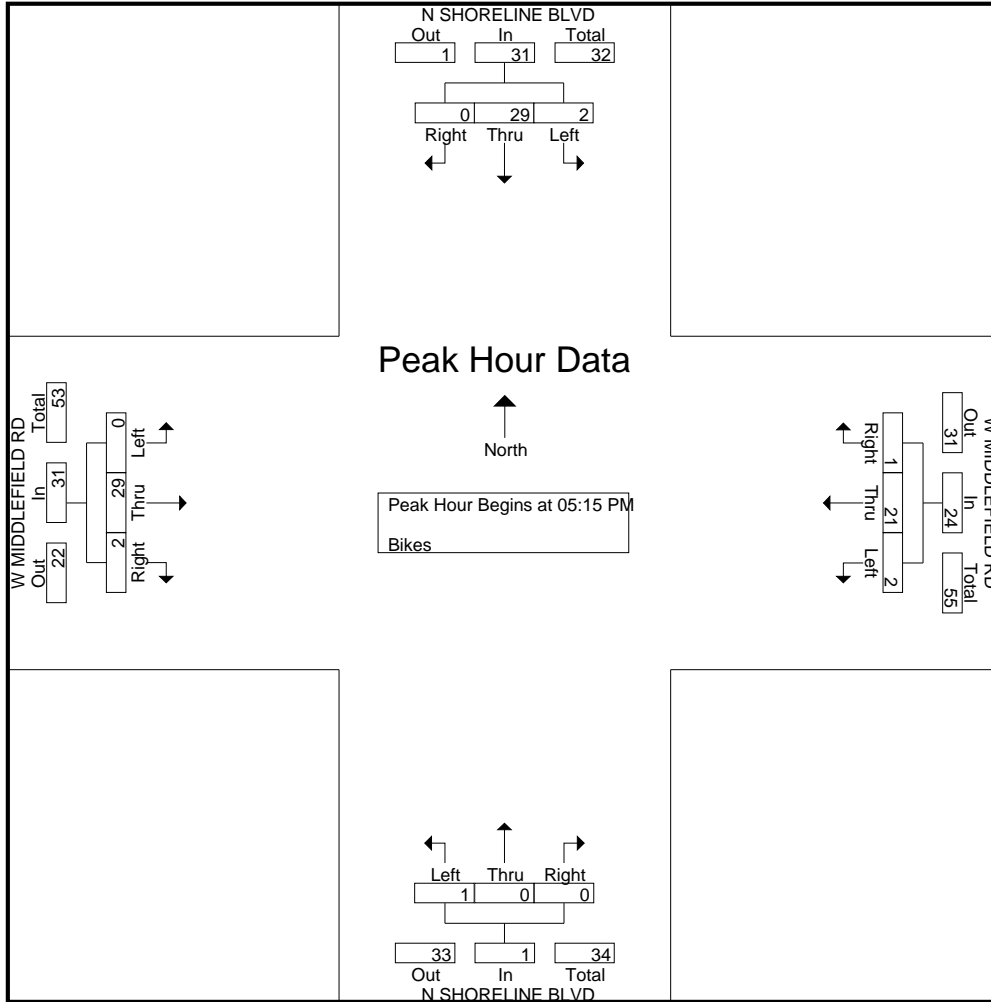 N SHORELINE BLVD
Out In Total
1 31 32
0 29 2
Right Thru Left
Peak Hour Data
North
Peak Hour Begins at 05:15 PM
Bikes
W MIDDLEFIELD RD
Out In Total
22 31 53
0 29 2
Left Thru Right
W MIDDLEFIELD RD
Out In Total
31 24 55
1 21 2
Right Thru Left
Left Thru Right
1 0 0
33 1 34
Out In Total
N SHORELINE BLVD